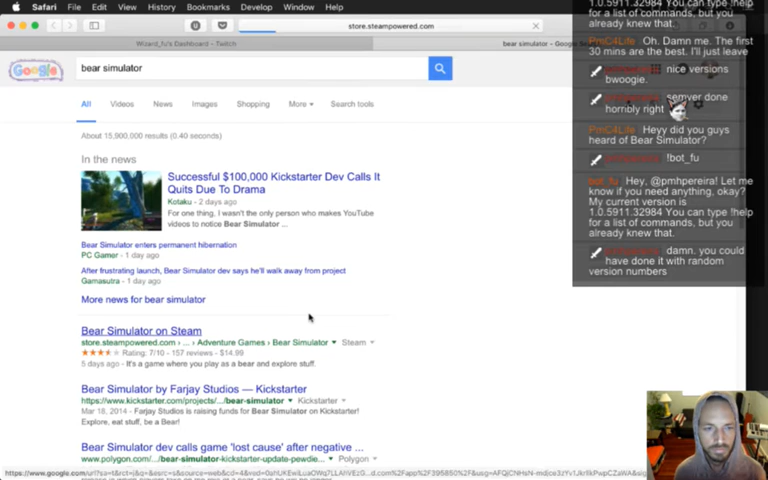 Safari File Edit View History Bookmarks Develop Window Help
store.steampowered.com
Wizard_fu's Dashboard - Twitch
bear simulator - Google Se
Google
bear simulator
All Videos News Images Shopping More Search tools
About 15,900,000 results (0.40 seconds)
In the news
Successful $100,000 Kickstarter Dev Calls It
Quits Due To Drama
Kotaku - 2 days ago
For one thing, I wasn't the only person who makes YouTube
videos to notice Bear Simulator ...
Bear Simulator enters permanent hibernation
PC Gamer - 1 day ago
After frustrating launch, Bear Simulator dev says he'll walk away from project
Gamasutra - 1 day ago
More news for bear simulator
Bear Simulator on Steam
store.steampowered.com › ... › Adventure Games › Bear Simulator Steam
Rating: 7/10 - 157 reviews - $14.99
5 days ago - It's a game where you play as a bear and explore stuff.
Bear Simulator by Farjay Studios — Kickstarter
https://www.kickstarter.com/projects/.../bear-simulator Kickstarter
Mar 18, 2014 - Farjay Studios is raising funds for Bear Simulator on Kickstarter!
Explore, eat stuff, be a Bear!
Bear Simulator dev calls game 'lost cause' after negative ...
www.polygon.com/.../bear-simulator-kickstarter-update-pewdie... Polygon
1.0.5911.32984 You can type !help
for a list of commands, but you
already knew that.
PmC4Life Oh, Damn me. The first
30 mins are the best. I'll just leave
nice versions
bwoogie.
semver done
horribly right
PmC4Life Heyy did you guys
heard of Bear Simulator?
!bot_fu
bot_fu Hey, @pmhpereira! Let me
know if you need anything, okay?
My current version is
1.0.5911.32984 You can type !help
for a list of commands, but you
already knew that.
damn. you could
have done it with random
version numbers